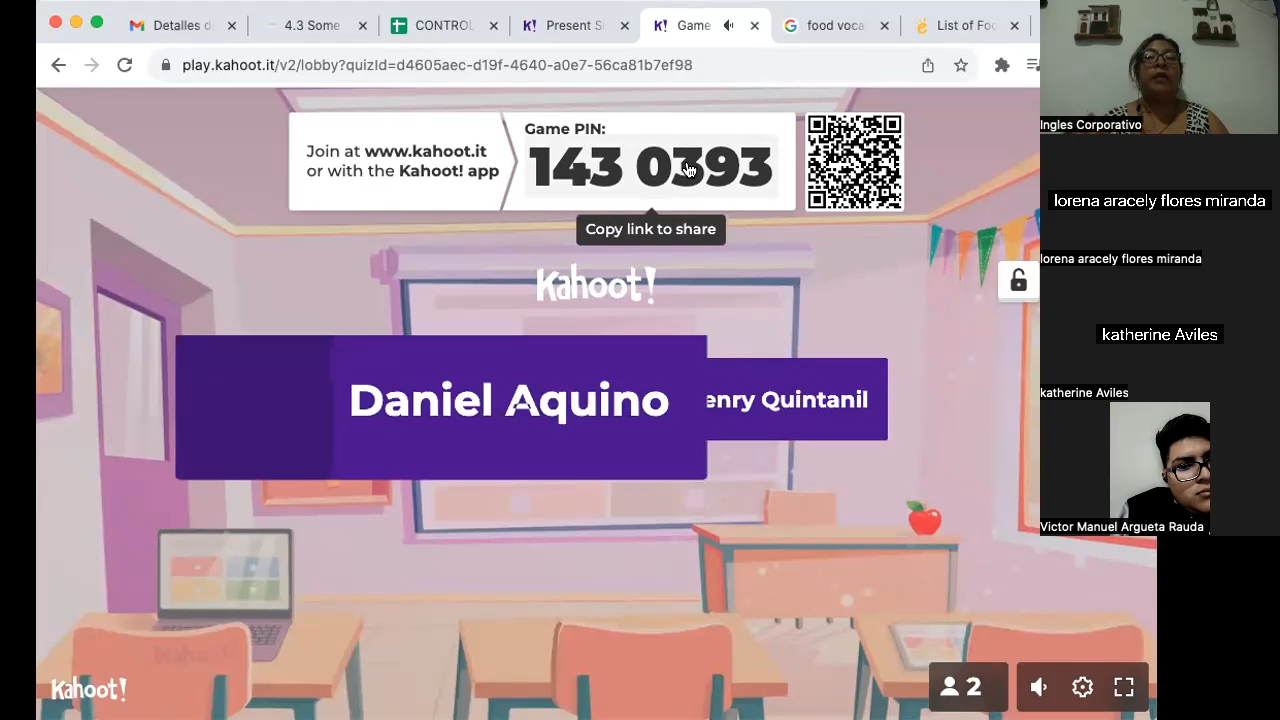 Detalles d
4.3 Some
CONTROL
K! Present Si
K! Game
food voca
List of Foo
play.kahoot.it/v2/lobby?quizId=d4605aec-d19f-4640-a0e7-56ca81b7ef98
Join at www.kahoot.it
or with the Kahoot! app
Game PIN:
143 0393
Copy link to share
Kahoot!
Daniel Aquino
enry Quintanil
Kahoot!
2
Ingles Corporativo
lorena aracely flores miranda
lorena aracely flores miranda
katherine Aviles
katherine Aviles
Victor Manuel Argueta Rauda